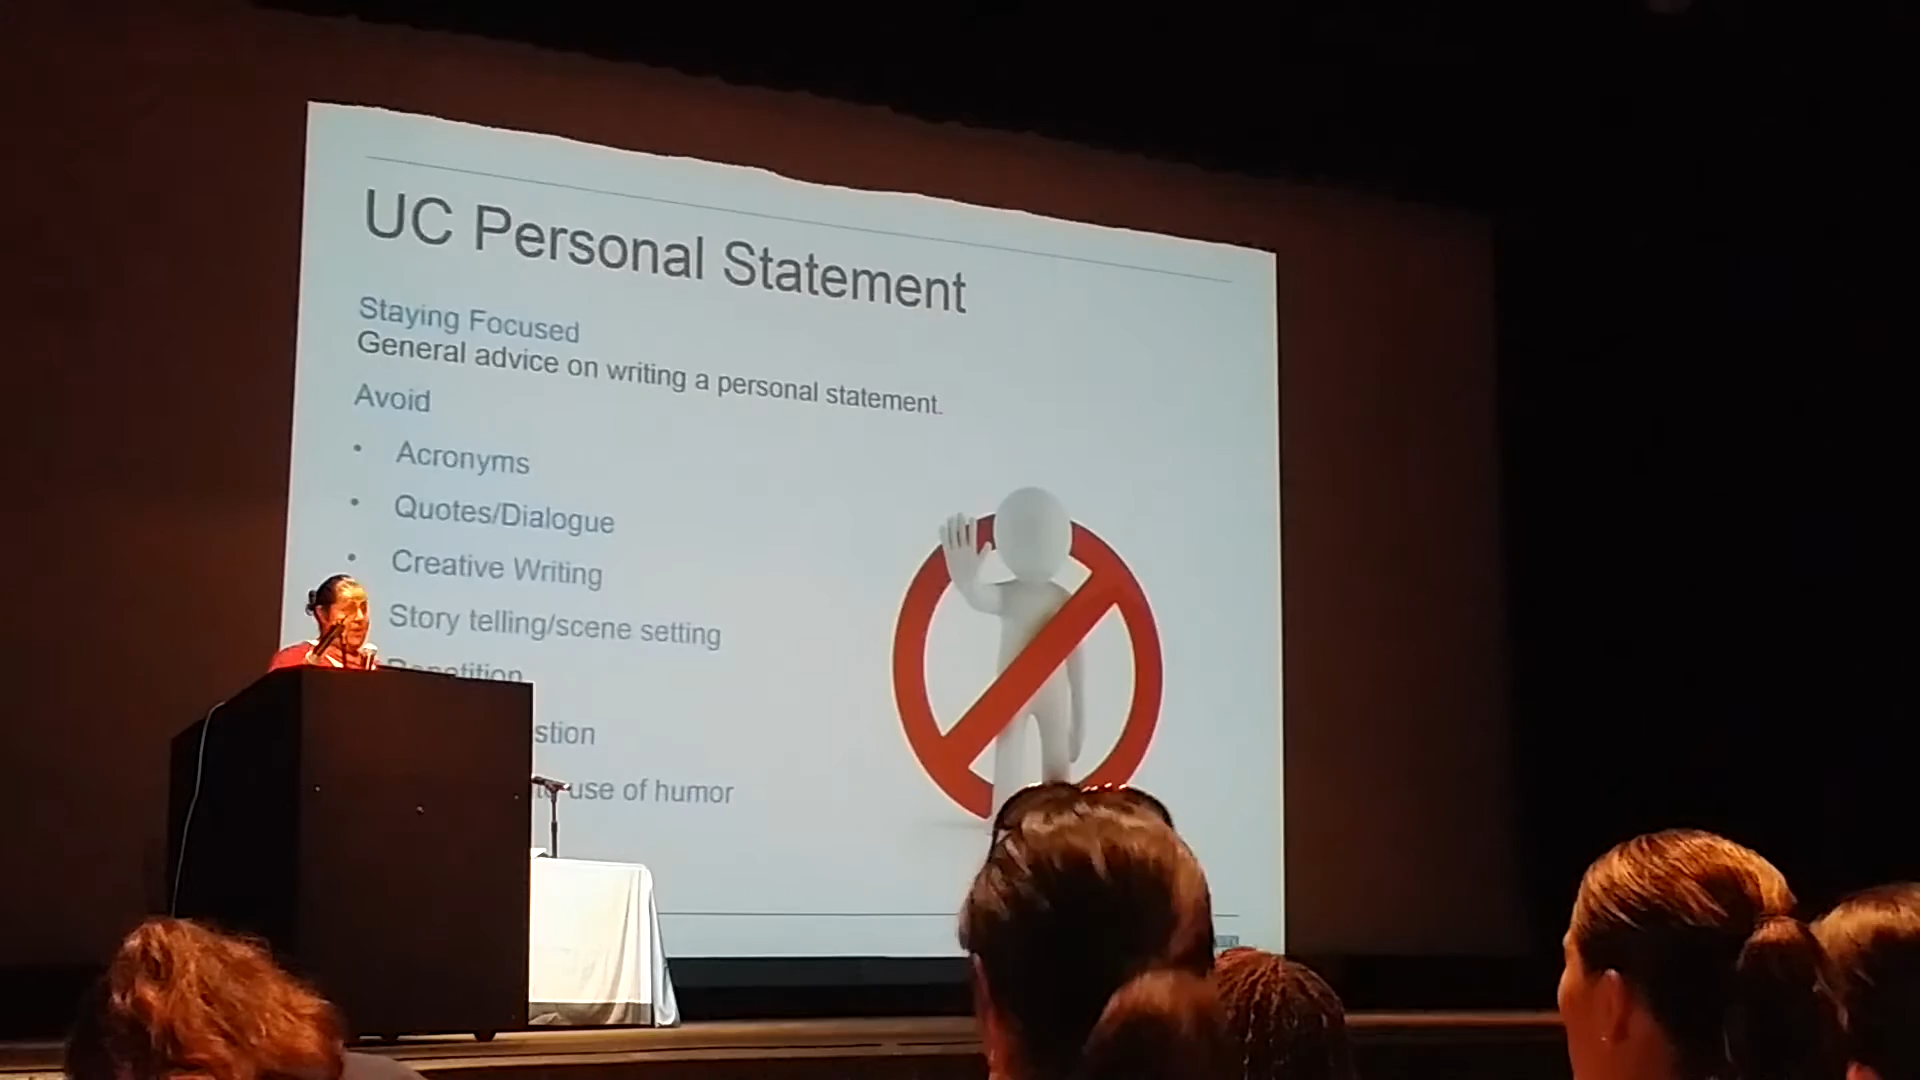 UC Personal Statement
Staying Focused
General advice on writing a personal statement.
Avoid
• Acronyms
• Quotes/Dialogue
• Creative Writing
Story telling/scene setting
Repetition
use of humor